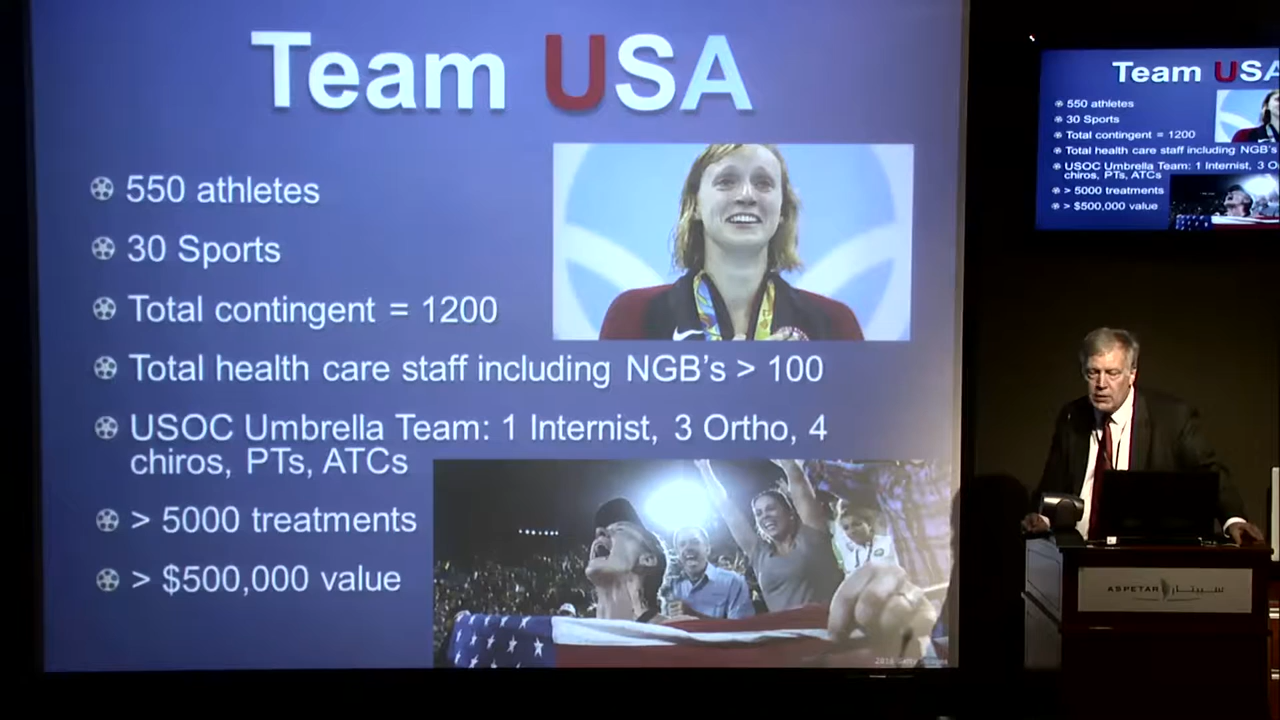 Team USA
550 athletes
30 Sports
Total contingent = 1200
Total health care staff including NGB's > 100
USOC Umbrella Team: 1 Internist, 3 Ortho, 4
chiros, PTs, ATCs
> 5000 treatments
> $500,000 value
2016 Getty Images
Team USA
550 athletes
30 Sports
Total contingent = 1200
Total health care staff including NGB's
USOC Umbrella Team: 1 Internist, 3 O
chiros, PTs, ATCs
> 5000 treatments
> $500,000 value
ASPETAR سبيتار